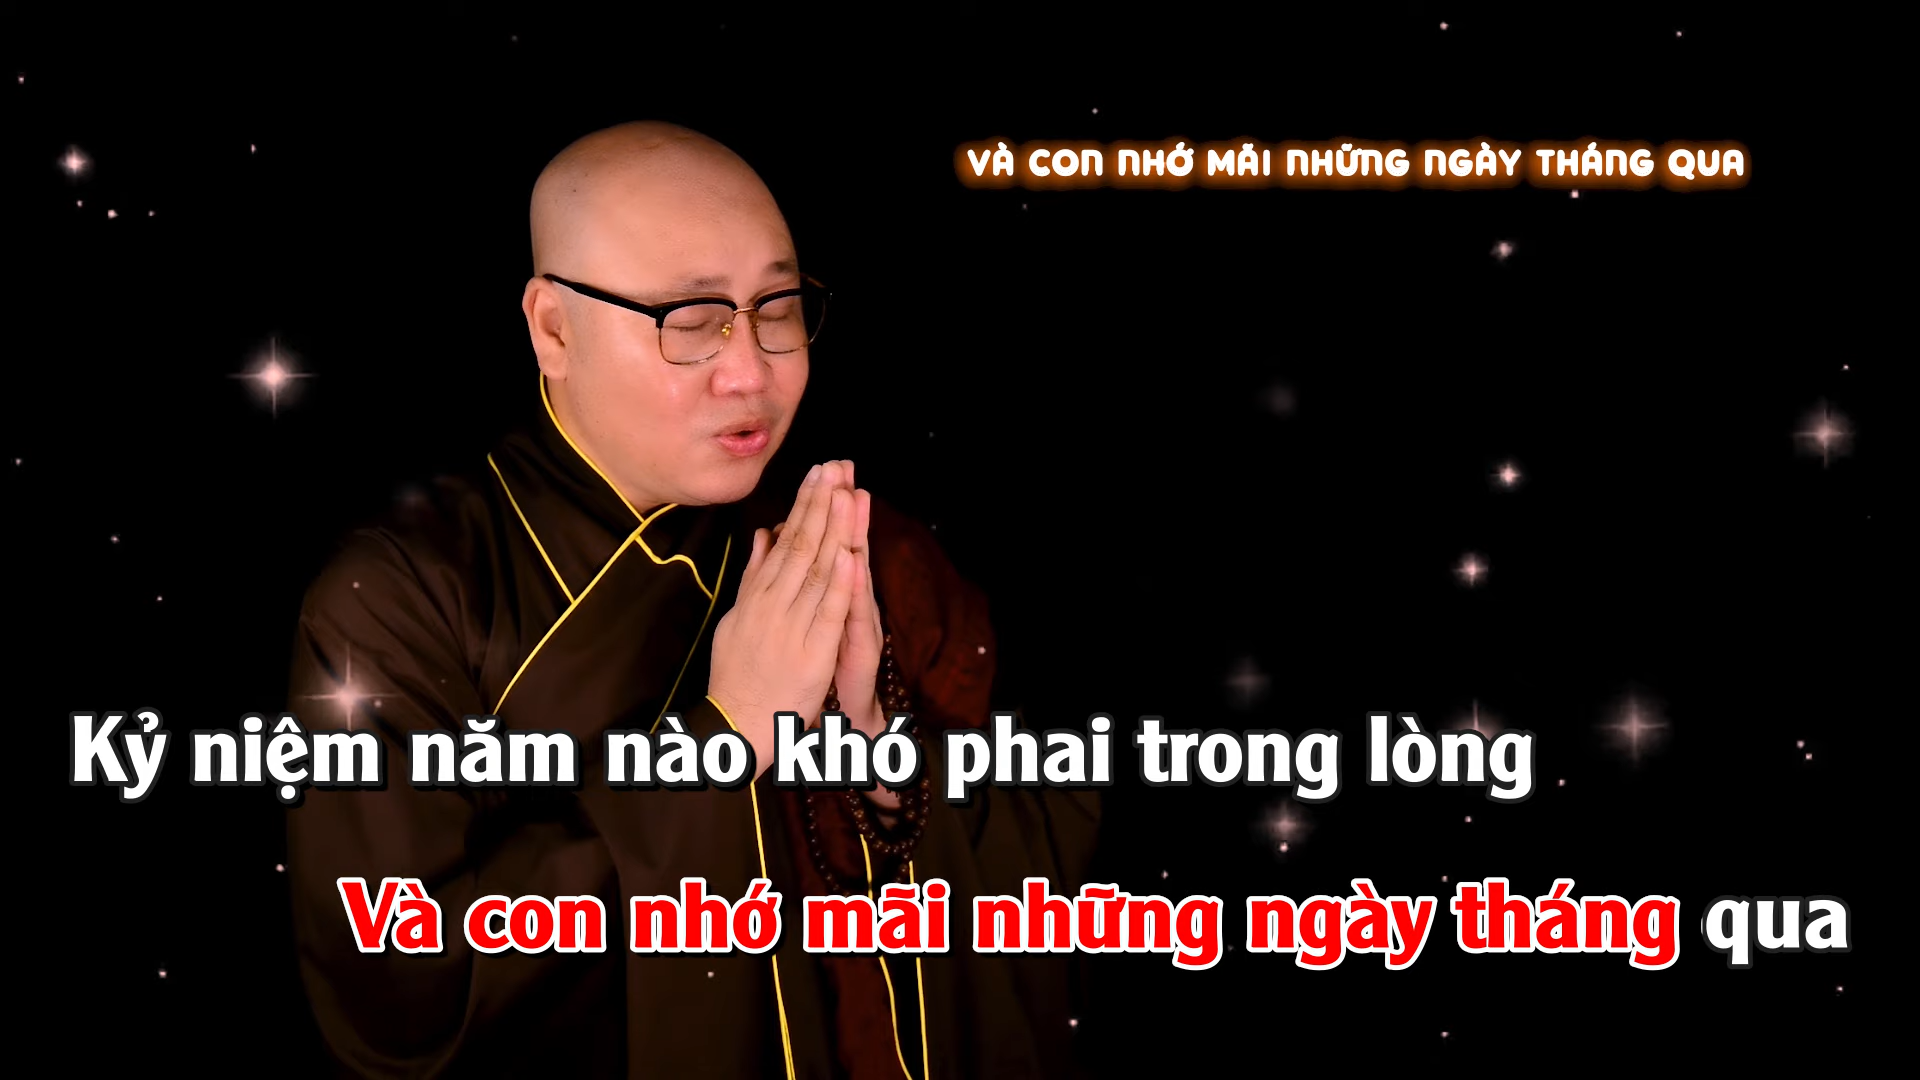 VÀ CON NHỚ MÃI NHỮNG NGÀY THÁNG QUA
Kỷ niệm năm nào khó phai trong lòng
Và con nhớ mãi những ngày tháng qua